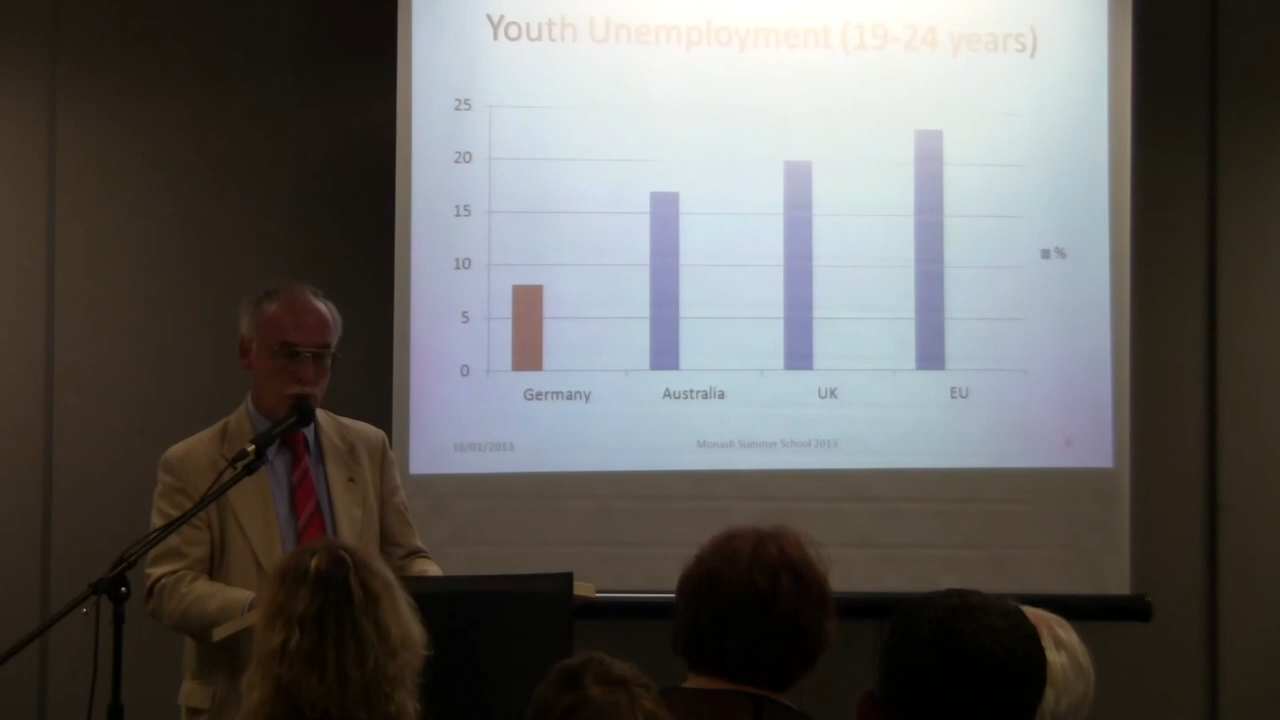 Youth Unemployment (19-24 years)
25
20
15
10
5
0
Germany Australia UK EU
%
16/01/2013 Monash Summer School 2013 6